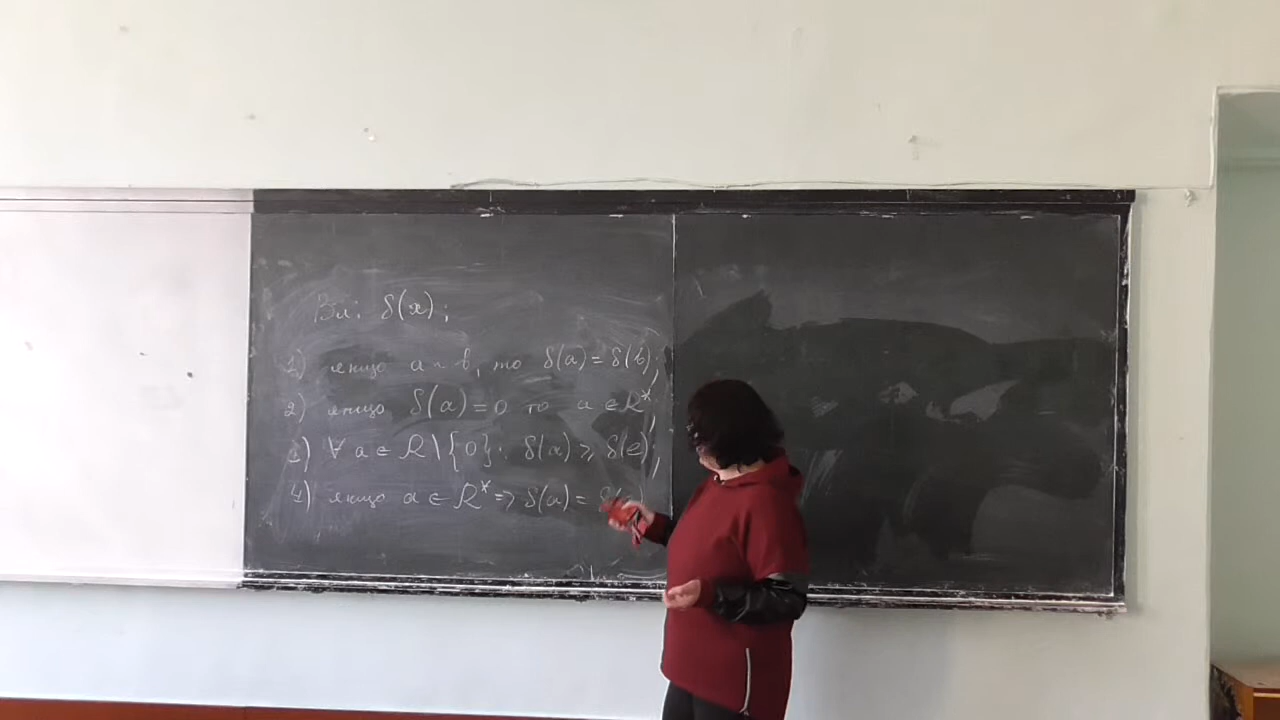 Вл: δ(x):
1) якщо a ~ b, то δ(a) = δ(b);
2) якщо δ(a) = 0 то a ∈ R*;
3) ∀ a ∈ R \ {0}: δ(a) ⩾ δ(e);
4) якщо a ∈ R* => δ(a) =